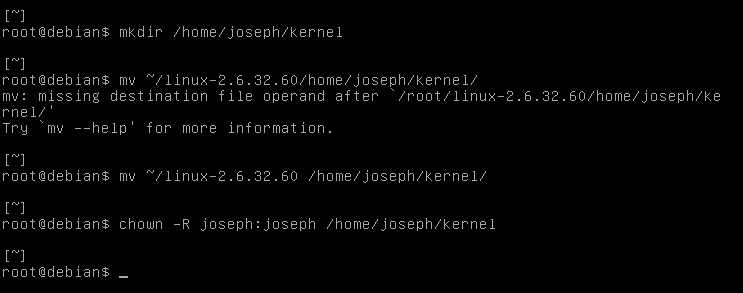 [~]
root@debian$ mkdir /home/joseph/kernel
[~]
root@debian$ mv ~/linux-2.6.32.60/home/joseph/kernel/
mv: missing destination file operand after `/root/linux-2.6.32.60/home/joseph/ke
rnel/'
Try `mv --help' for more information.
[~]
root@debian$ mv ~/linux-2.6.32.60 /home/joseph/kernel/
[~]
root@debian$ chown -R joseph:joseph /home/joseph/kernel
[~]
root@debian$ _